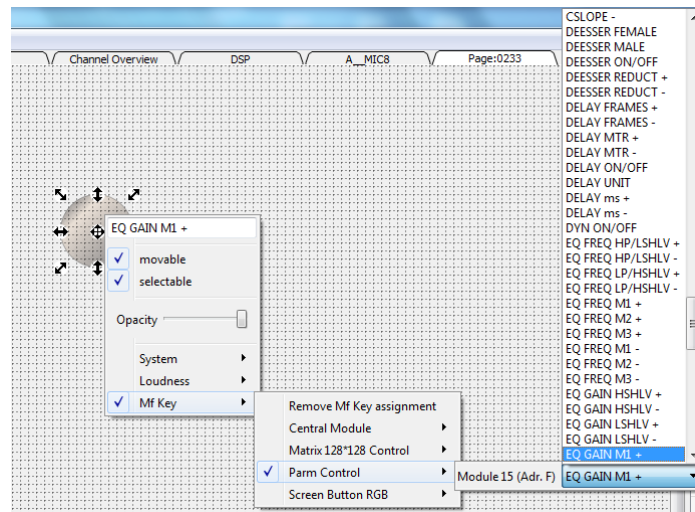 Channel Overview
DSP
A__MIC8
Page:0233
EQ GAIN M1 +
movable
selectable
Opacity
System
Loudness
Mf Key
Remove Mf Key assignment
Central Module
Matrix 128*128 Control
Parm Control
Screen Button RGB
Module 15 (Adr. F)
EQ GAIN M1 +
CSLOPE -
DEESSER FEMALE
DEESSER MALE
DEESSER ON/OFF
DEESSER REDUCT +
DEESSER REDUCT -
DELAY FRAMES +
DELAY FRAMES -
DELAY MTR +
DELAY MTR -
DELAY ON/OFF
DELAY UNIT
DELAY ms +
DELAY ms -
DYN ON/OFF
EQ FREQ HP/LSHLV +
EQ FREQ HP/LSHLV -
EQ FREQ LP/HSHLV +
EQ FREQ LP/HSHLV -
EQ FREQ M1 +
EQ FREQ M2 +
EQ FREQ M3 +
EQ FREQ M1 -
EQ FREQ M2 -
EQ FREQ M3 -
EQ GAIN HSHLV +
EQ GAIN HSHLV -
EQ GAIN LSHLV +
EQ GAIN LSHLV -
EQ GAIN M1 +